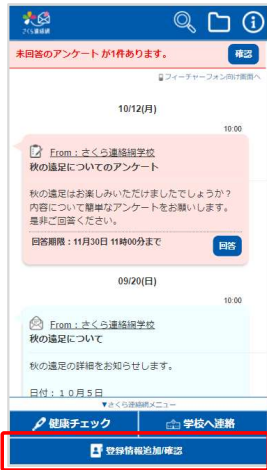 さくら連絡網
未回答のアンケート が1件あります。
確認
フィーチャーフォン向け画面へ
10/12(月)
10:00
From：さくら連絡網学校
秋の遠足についてのアンケート
秋の遠足はお楽しみいただけましたでしょうか？
内容について簡単なアンケートをお願いします。
是非ご回答ください。
回答期限：11月30日 11時00分まで
回答
09/20(日)
10:00
From：さくら連絡網学校
秋の遠足について
秋の遠足の詳細をお知らせします。
日付：１０月５日
▼さくら連絡網メニュー
健康チェック
学校へ連絡
登録情報追加/確認